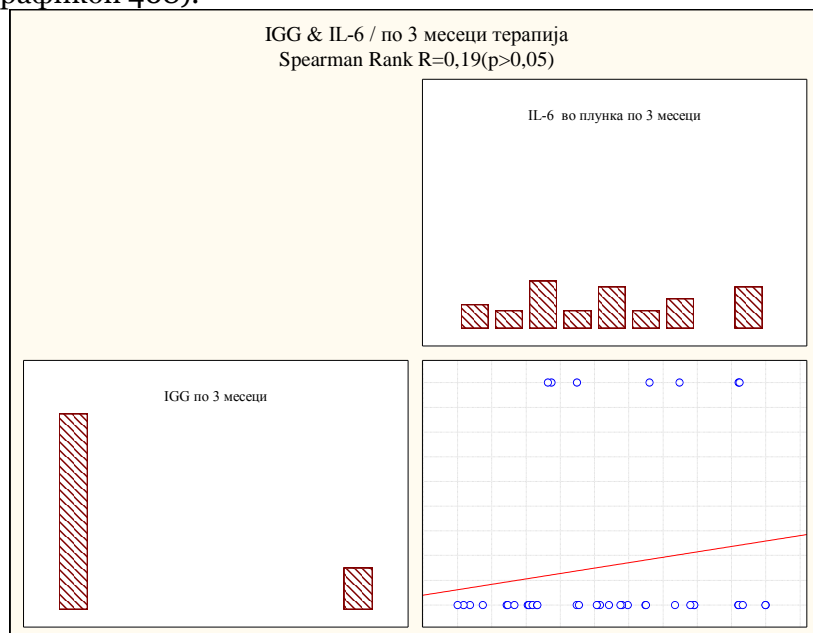 IGG & IL-6 / по 3 месеци терапија
Spearman Rank R=0,19(p>0,05)
IL-6 во плунка по 3 месеци
IGG по 3 месеци